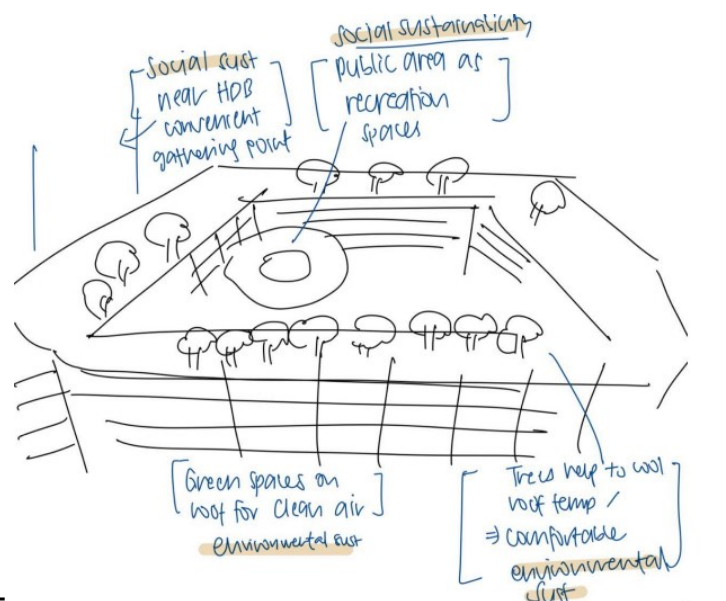 social sust
near HDB
convenient
gathering point
social sustainability
public area as
recreation
spaces
Green spaces on
roof for clean air
environmental sust
Trees help to cool
roof temp /
⇒ comfortable
environmental
sust